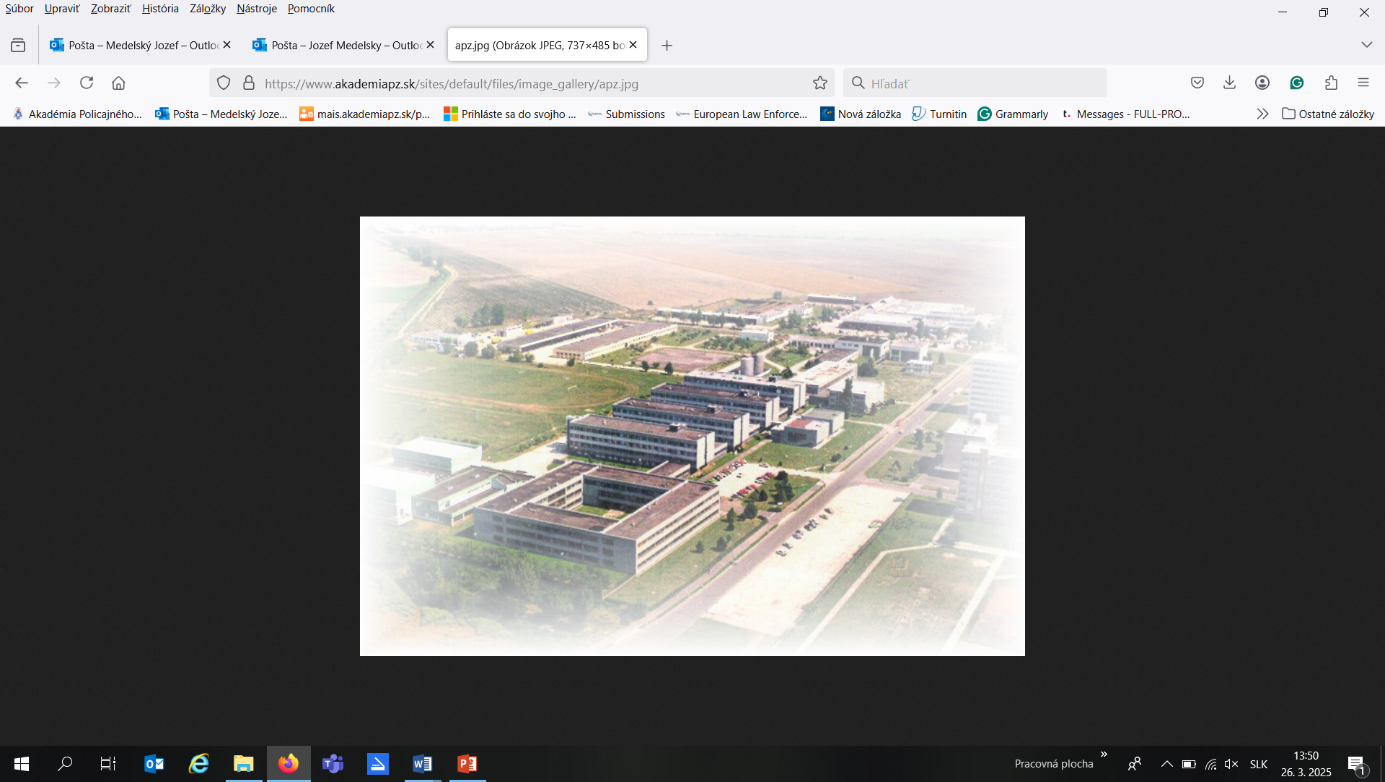 Súbor Upraviť Zobraziť História Záložky Nástroje Pomocník
Pošta – Medelský Jozef – Outloo
Pošta – Jozef Medelsky – Outloo
apz.jpg (Obrázok JPEG, 737×485 bo
https://www.akademiapz.sk/sites/default/files/image_gallery/apz.jpg
Hľadať
Akadémia Policajného...
Pošta – Medelský Joze...
mais.akademiapz.sk/p...
Prihláste sa do svojho ...
Submissions
European Law Enforce...
Nová záložka
Turnitin
Grammarly
Messages - FULL-PRO...
Ostatné záložky
Pracovná plocha
SLK
13:50
26. 3. 2025
1